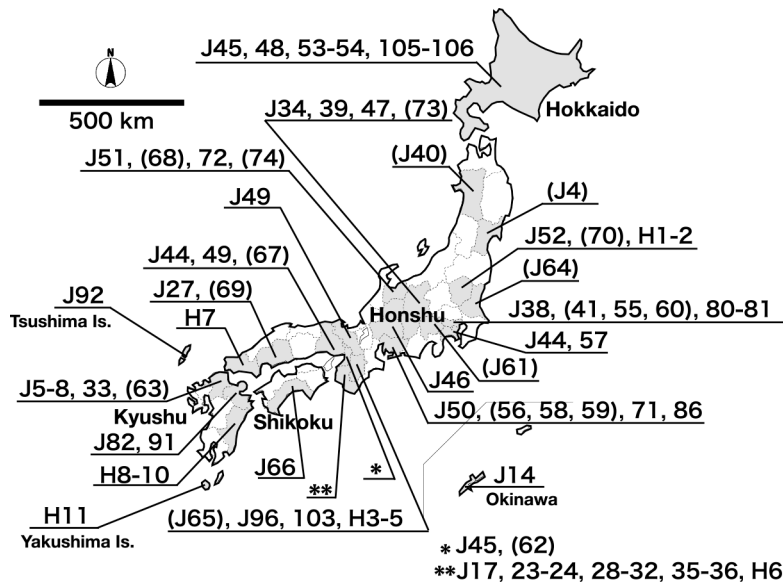 J45, 48, 53-54, 105-106
N
500 km
Hokkaido
J34, 39, 47, (73)
J51, (68), 72, (74)
(J40)
J49
(J4)
J44, 49, (67)
J52, (70), H1-2
J92
Tsushima Is.
J27, (69)
(J64)
H7
Honshu
J38, (41, 55, 60), 80-81
J44, 57
(J61)
J5-8, 33, (63)
J46
Kyushu
Shikoku
J50, (56, 58, 59), 71, 86
J82, 91
H8-10
J66
*
**
J14
Okinawa
H11
Yakushima Is.
(J65), J96, 103, H3-5
*J45, (62)
**J17, 23-24, 28-32, 35-36, H6